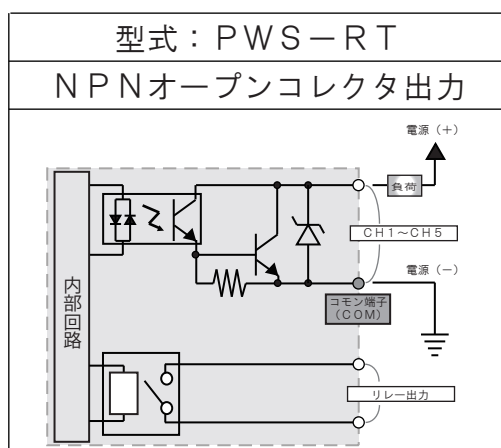 型式：ＰＷＳ－ＲＴ
ＮＰＮオープンコレクタ出力
電源（＋）
負荷
ＣＨ１～ＣＨ５
電源（－）
コモン端子
（ＣＯＭ）
内部回路
リレー出力